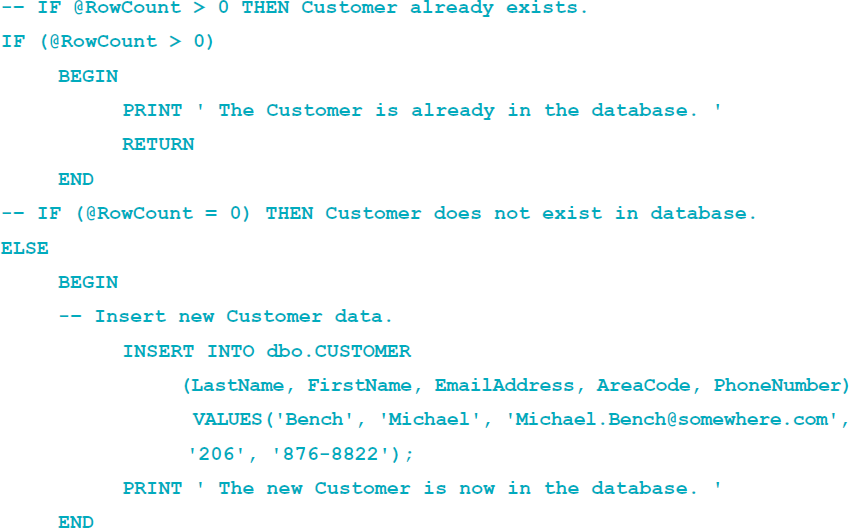 -- IF @RowCount > 0 THEN Customer already exists.
IF (@RowCount > 0)
BEGIN
PRINT ' The Customer is already in the database. '
RETURN
END
-- IF (@RowCount = 0) THEN Customer does not exist in database.
ELSE
BEGIN
-- Insert new Customer data.
INSERT INTO dbo.CUSTOMER
(LastName, FirstName, EmailAddress, AreaCode, PhoneNumber)
VALUES('Bench', 'Michael', 'Michael.Bench@somewhere.com',
'206', '876-8822');
PRINT ' The new Customer is now in the database. '
END